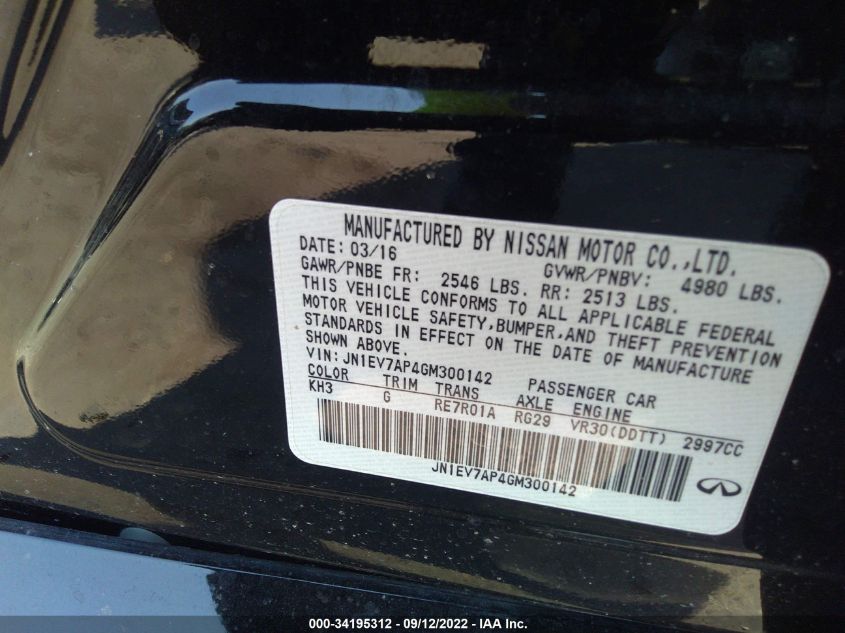 MANUFACTURED BY NISSAN MOTOR CO.,LTD.
DATE: 03/16 GVWR/PNBV: 4980 LBS.
GAWR/PNBE FR: 2546 LBS. RR: 2513 LBS.
THIS VEHICLE CONFORMS TO ALL APPLICABLE FEDERAL
MOTOR VEHICLE SAFETY,BUMPER,AND THEFT PREVENTION
STANDARDS IN EFFECT ON THE DATE OF MANUFACTURE
SHOWN ABOVE.
VIN: JN1EV7AP4GM300142 PASSENGER CAR
COLOR TRIM TRANS AXLE ENGINE
KH3 G RE7R01A RG29 VR30(DDTT) 2997CC
JN1EV7AP4GM300142
000-34195312 - 09/12/2022 - IAA Inc.